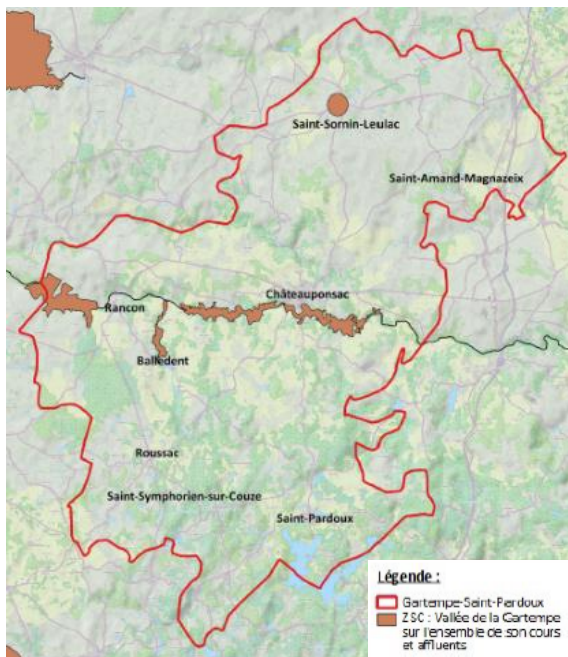 Saint-Sornin-Leulac
Saint-Amand-Magnazeix
Châteauponsac
Rancon
Balledent
Roussac
Saint-Symphorien-sur-Couze
Saint-Pardoux
Légende :
Gartempe-Saint-Pardoux
ZSC : Vallée de la Gartempe
sur l'ensemble de son cours
et affluents